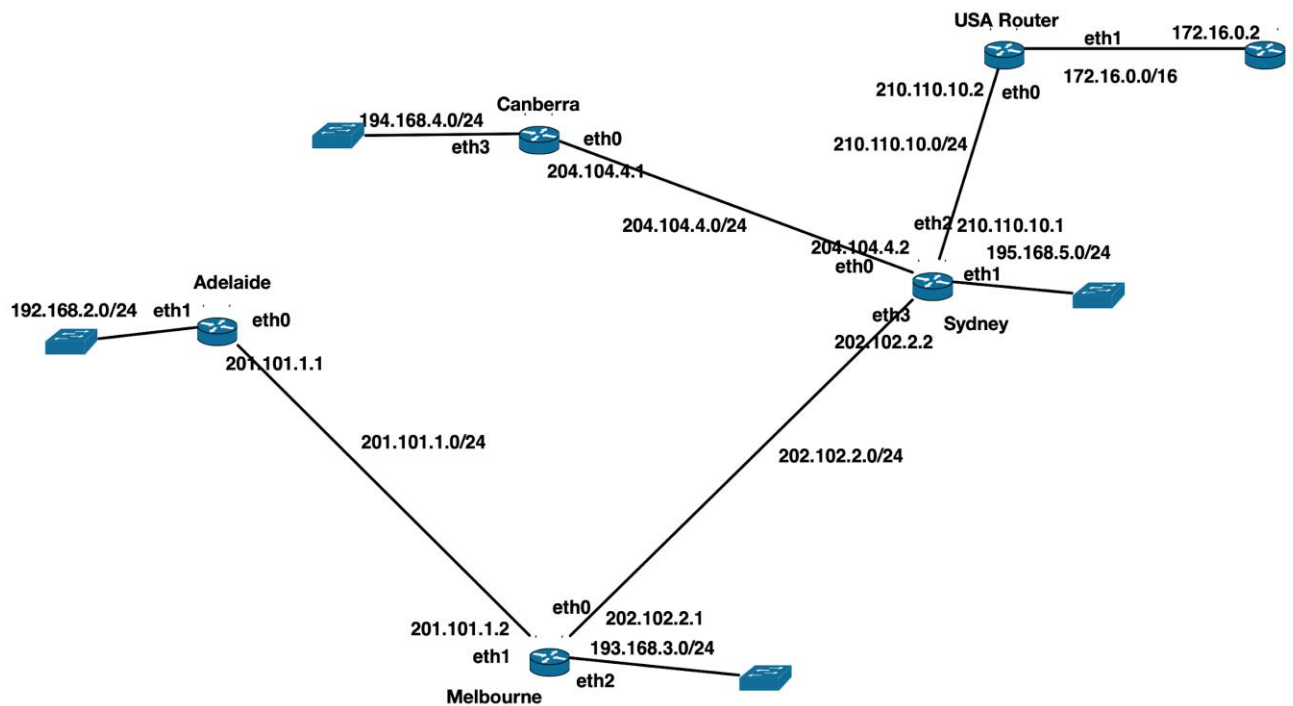 USA Router
eth1
172.16.0.2
172.16.0.0/16
210.110.10.2
eth0
Canberra
194.168.4.0/24
eth3
eth0
204.104.4.1
210.110.10.0/24
204.104.4.0/24
eth2
210.110.10.1
204.104.4.2
195.168.5.0/24
eth0
eth1
Adelaide
192.168.2.0/24
eth1
eth0
201.101.1.1
eth3
Sydney
202.102.2.2
201.101.1.0/24
202.102.2.0/24
eth0
202.102.2.1
201.101.1.2
193.168.3.0/24
eth1
eth2
Melbourne